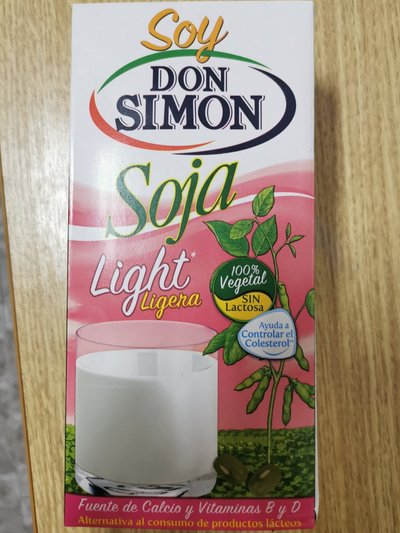 Soy
DON
SIMON
Soja
Light*
Ligera
100%
Vegetal
SIN
Lactosa
Ayuda a
Controlar el
Colesterol**
Fuente de Calcio y Vitaminas B y D
Alternativa al consumo de productos lácteos